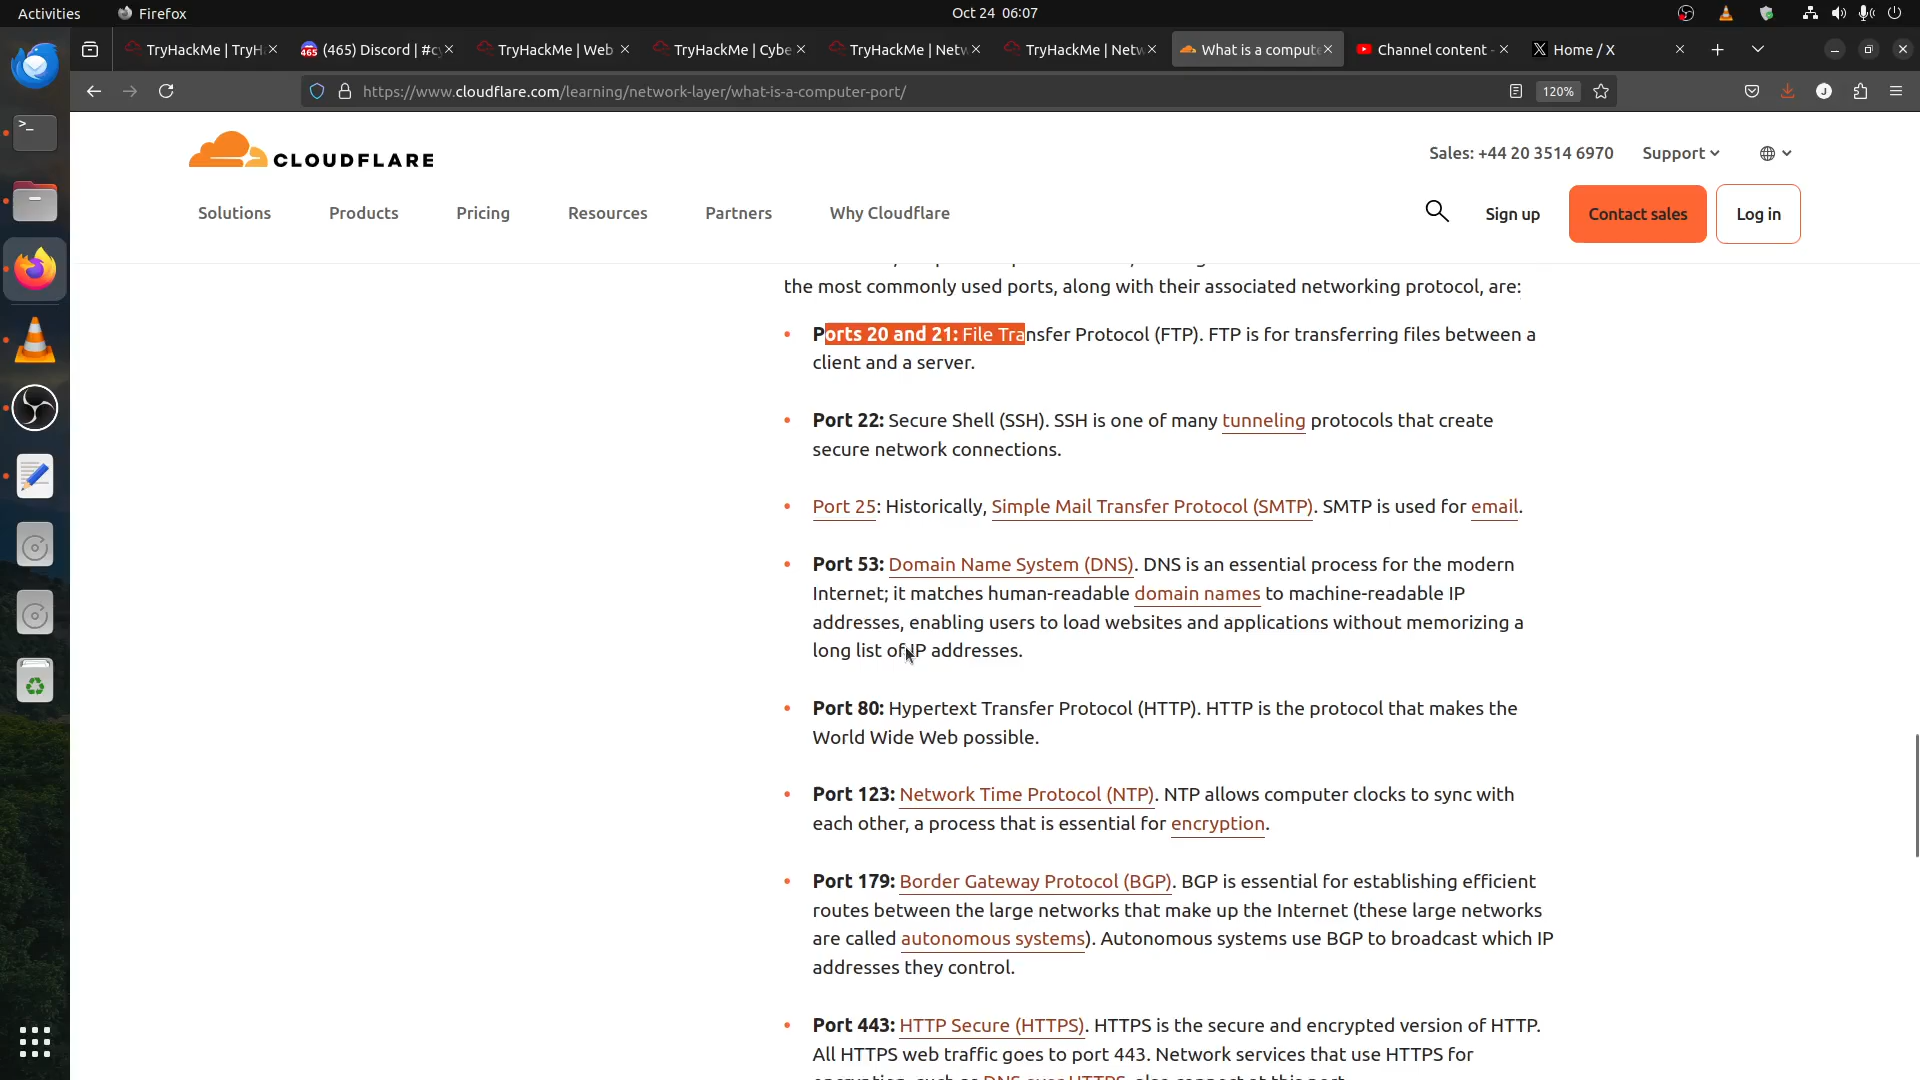 Activities
Firefox
Oct 24  06:07
TryHackMe | TryH
(465) Discord | #cy
TryHackMe | Web
TryHackMe | Cybe
TryHackMe | Netw
TryHackMe | Netw
What is a compute
Channel content -
Home / X
https://www.cloudflare.com/learning/network-layer/what-is-a-computer-port/
120%
J
CLOUDFLARE
Sales: +44 20 3514 6970
Support
Solutions
Products
Pricing
Resources
Partners
Why Cloudflare
Sign up
Contact sales
Log in
the most commonly used ports, along with their associated networking protocol, are:
Ports 20 and 21: File Transfer Protocol (FTP). FTP is for transferring files between a
client and a server.
Port 22: Secure Shell (SSH). SSH is one of many tunneling protocols that create
secure network connections.
Port 25: Historically, Simple Mail Transfer Protocol (SMTP). SMTP is used for email.
Port 53: Domain Name System (DNS). DNS is an essential process for the modern
Internet; it matches human-readable domain names to machine-readable IP
addresses, enabling users to load websites and applications without memorizing a
long list of IP addresses.
Port 80: Hypertext Transfer Protocol (HTTP). HTTP is the protocol that makes the
World Wide Web possible.
Port 123: Network Time Protocol (NTP). NTP allows computer clocks to sync with
each other, a process that is essential for encryption.
Port 179: Border Gateway Protocol (BGP). BGP is essential for establishing efficient
routes between the large networks that make up the Internet (these large networks
are called autonomous systems). Autonomous systems use BGP to broadcast which IP
addresses they control.
Port 443: HTTP Secure (HTTPS). HTTPS is the secure and encrypted version of HTTP.
All HTTPS web traffic goes to port 443. Network services that use HTTPS for
encryption, such as DNS over HTTPS, also connect at this port.